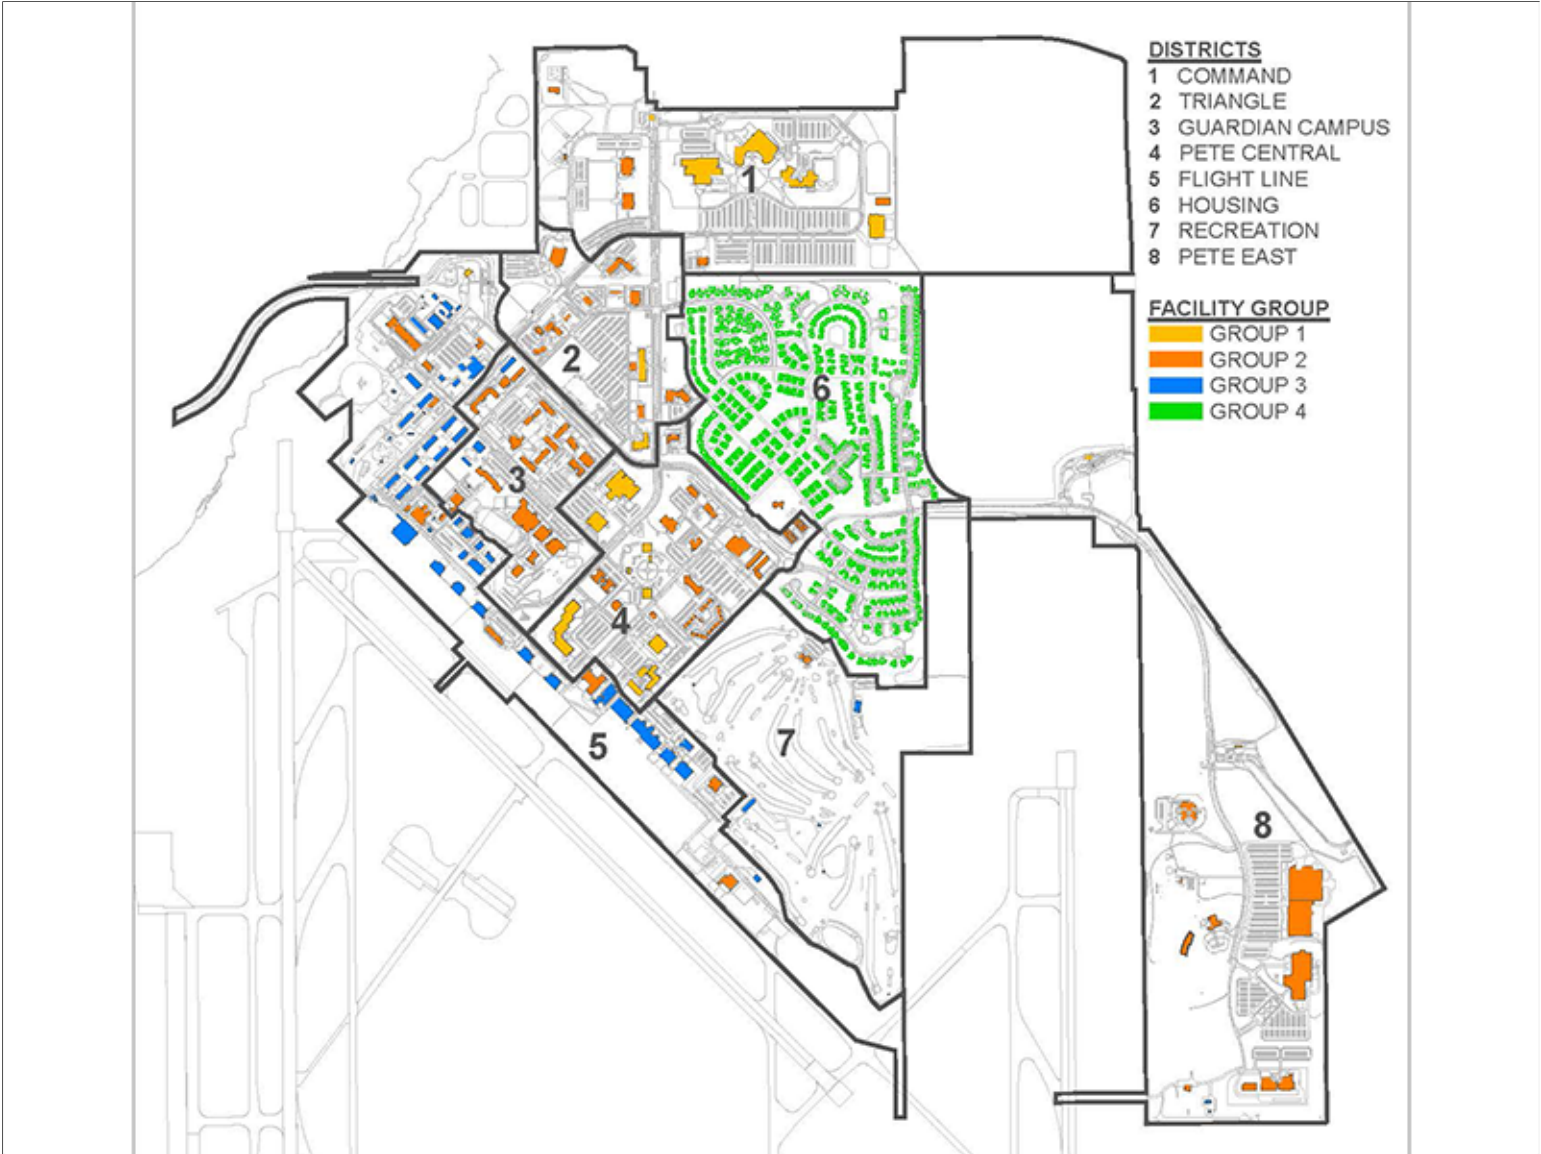 DISTRICTS
1 COMMAND
2 TRIANGLE
3 GUARDIAN CAMPUS
4 PETE CENTRAL
5 FLIGHT LINE
6 HOUSING
7 RECREATION
8 PETE EAST
FACILITY GROUP
GROUP 1
GROUP 2
GROUP 3
GROUP 4
1
2
6
3
4
5
7
8